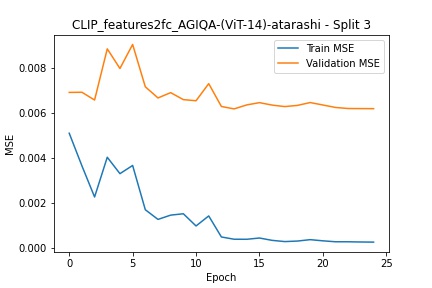 CLIP_features2fc_AGIQA-(ViT-14)-atarashi - Split 3
Train MSE
Validation MSE
0.008
0.006
0.004
0.002
0.000
MSE
0 5 10 15 20 25
Epoch